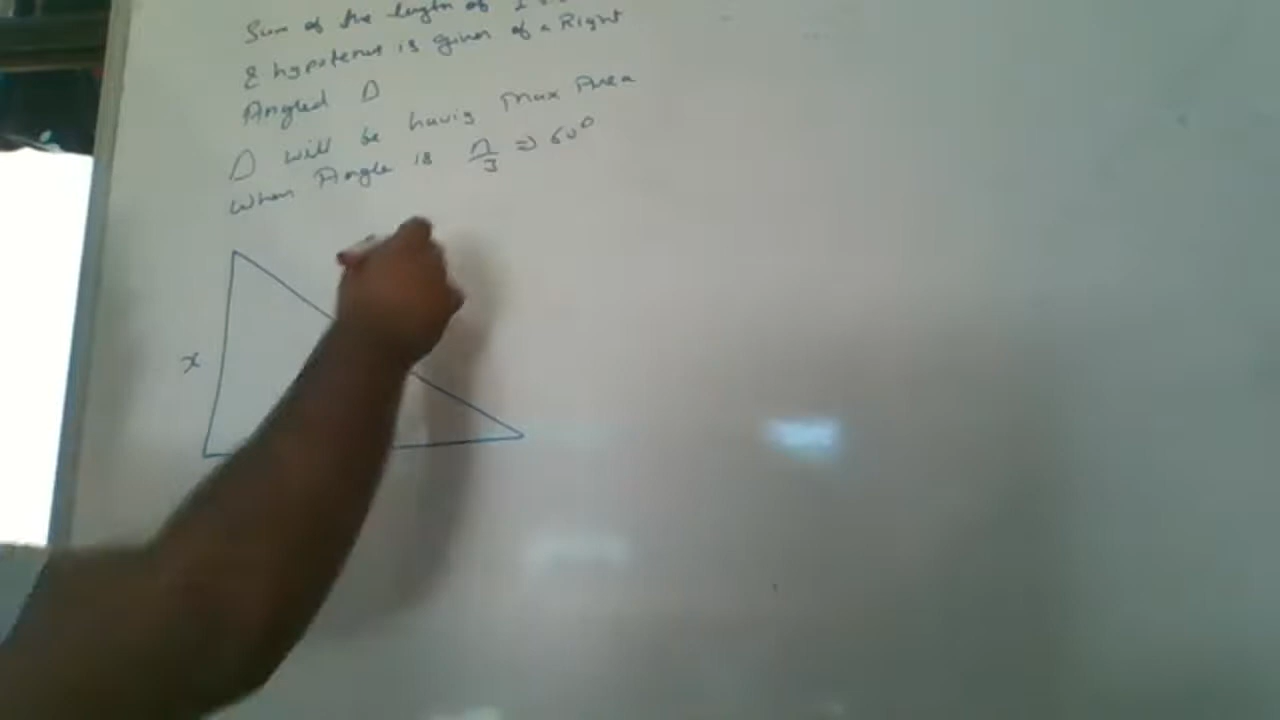 Sum of the length of 1
& hypotenus is given of a Right
Angled Δ
Δ will be havig Max Area
When Angle is π/3 ⇒ 60°
x